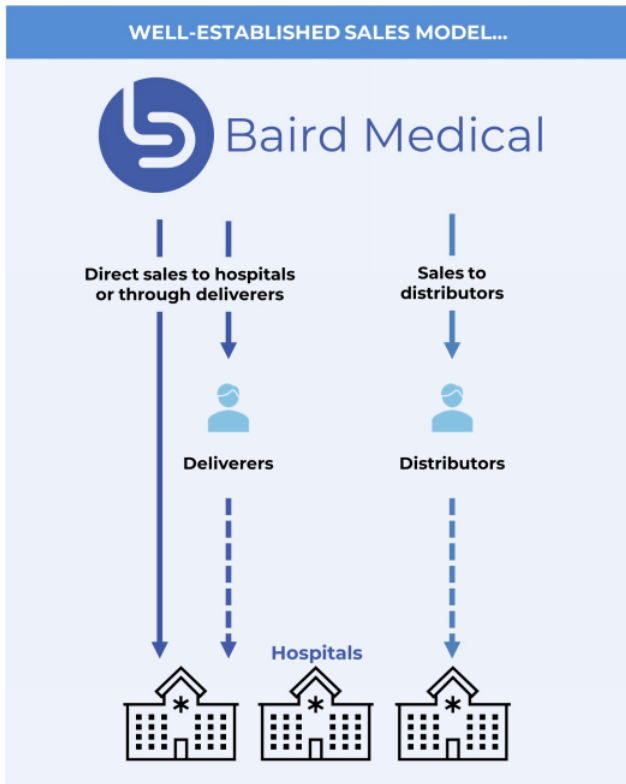 WELL-ESTABLISHED SALES MODEL...
Baird Medical
Direct sales to hospitals
or through deliverers
Sales to
distributors
Deliverers
Distributors
Hospitals